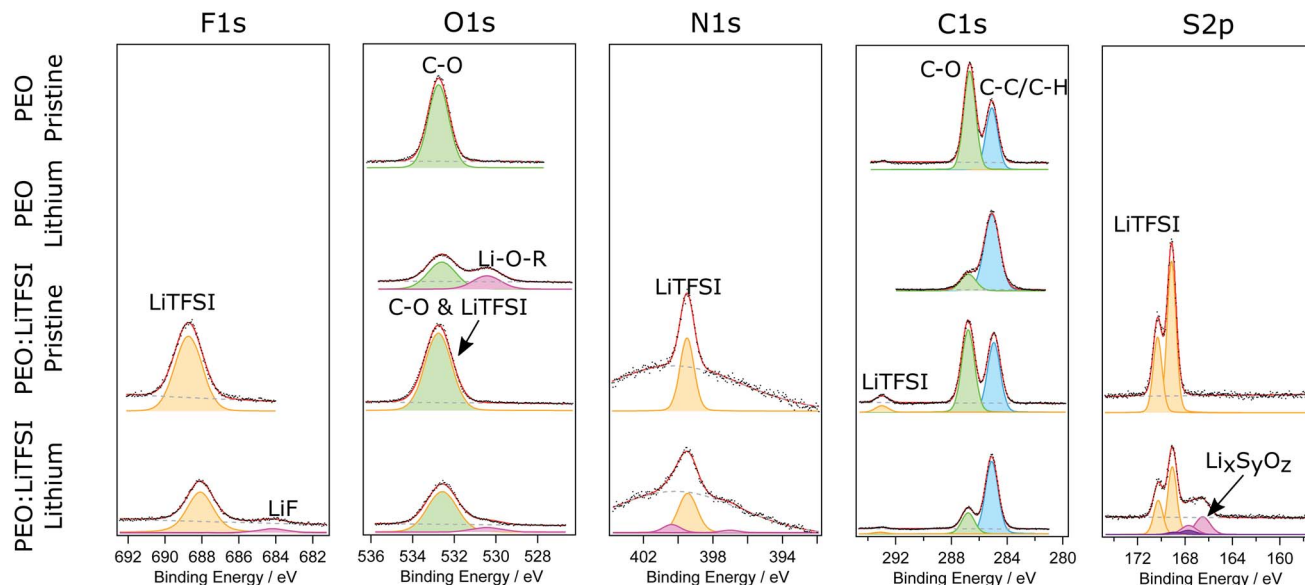 F1s
O1s
N1s
C1s
S2p
PEO
Pristine
C-O
C-O
C-C/C-H
PEO
Lithium
Li-O-R
LiTFSI
PEO:LiTFSI
Pristine
LiTFSI
C-O & LiTFSI
LiTFSI
LiTFSI
PEO:LiTFSI
Lithium
LiF
LixSyOz
692 690 688 686 684 682
536 534 532 530 528 526
402 398 394
292 288 284 280
172 168 164 160
Binding Energy / eV
Binding Energy / eV
Binding Energy / eV
Binding Energy / eV
Binding Energy / eV